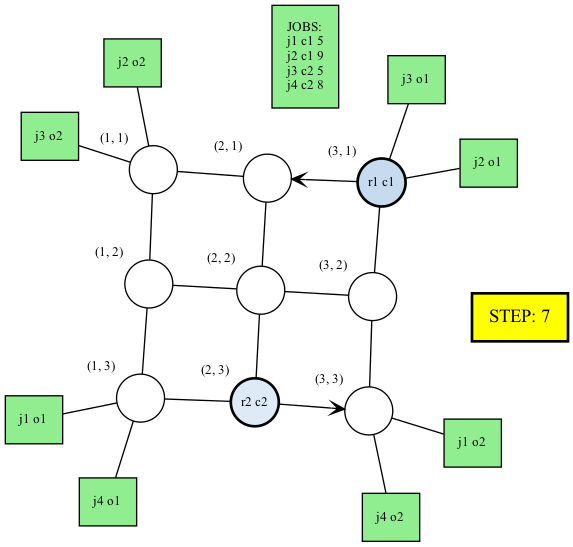 JOBS:
j1 c1 5
j2 c1 9
j3 c2 5
j4 c2 8
j2 o2
j3 o1
j3 o2
(1, 1)
(2, 1)
(3, 1)
r1 c1
j2 o1
(1, 2)
(2, 2)
(3, 2)
STEP: 7
(1, 3)
(2, 3)
(3, 3)
r2 c2
j1 o1
j1 o2
j4 o1
j4 o2